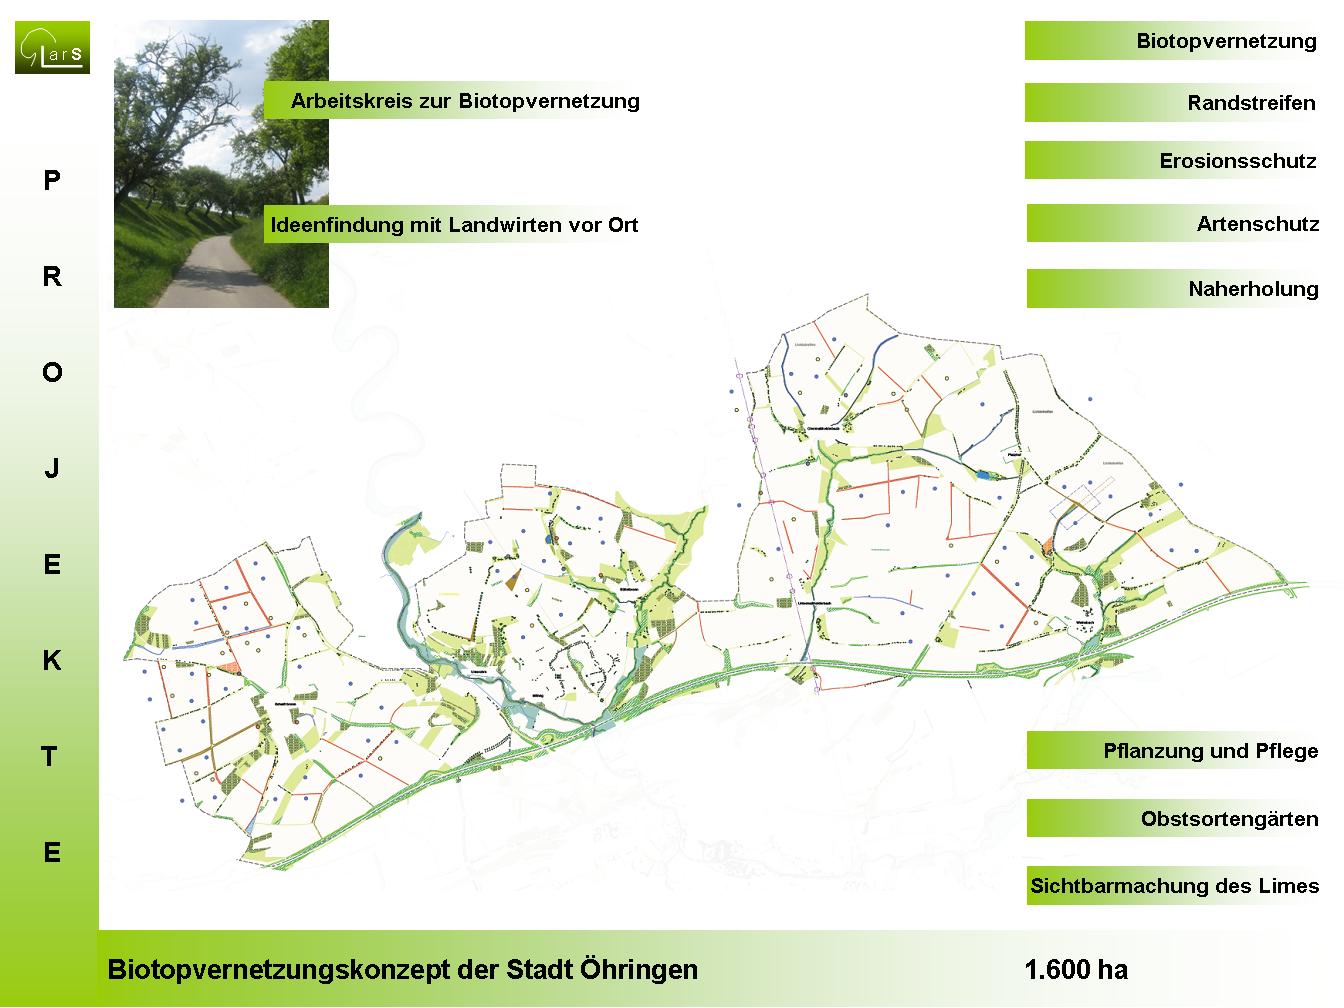 LarS
Arbeitskreis zur Biotopvernetzung
Ideenfindung mit Landwirten vor Ort
Biotopvernetzung
Randstreifen
Erosionsschutz
Artenschutz
Naherholung
P
R
O
J
E
K
T
E
Pflanzung und Pflege
Obstsortengärten
Sichtbarmachung des Limes
Biotopvernetzungskonzept der Stadt Öhringen
1.600 ha